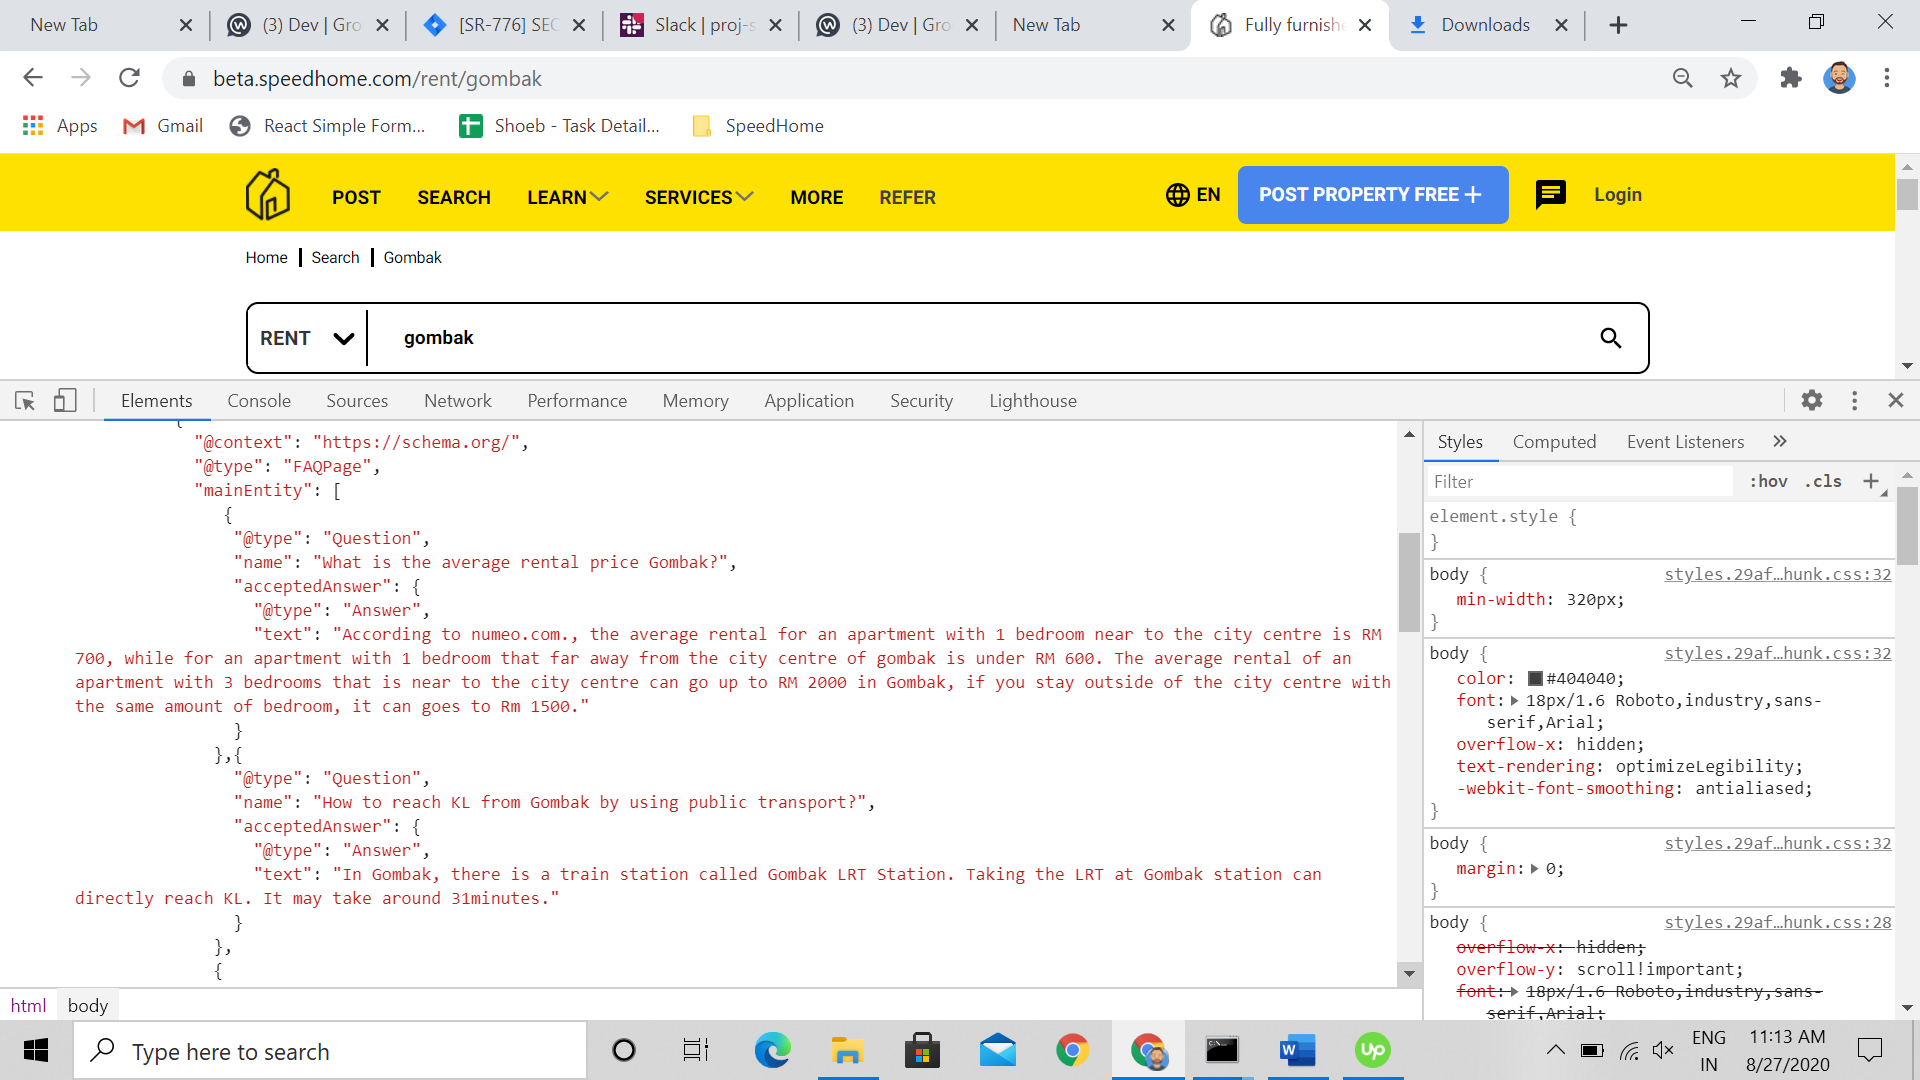 New Tab
(3) Dev | Gro
[SR-776] SEC
Slack | proj-s
(3) Dev | Gro
New Tab
Fully furnishe
Downloads
beta.speedhome.com/rent/gombak
Apps
Gmail
React Simple Form...
Shoeb - Task Detail...
SpeedHome
POST
SEARCH
LEARN
SERVICES
MORE
REFER
EN
POST PROPERTY FREE +
Login
Home
Search
Gombak
RENT
gombak
Elements
Console
Sources
Network
Performance
Memory
Application
Security
Lighthouse
{
"@context": "https://schema.org/",
"@type": "FAQPage",
"mainEntity": [
{
"@type": "Question",
"name": "What is the average rental price Gombak?",
"acceptedAnswer": {
"@type": "Answer",
"text": "According to numeo.com., the average rental for an apartment with 1 bedroom near to the city centre is RM
700, while for an apartment with 1 bedroom that far away from the city centre of gombak is under RM 600. The average rental of an
apartment with 3 bedrooms that is near to the city centre can go up to RM 2000 in Gombak, if you stay outside of the city centre with
the same amount of bedroom, it can goes to Rm 1500."
}
},{
"@type": "Question",
"name": "How to reach KL from Gombak by using public transport?",
"acceptedAnswer": {
"@type": "Answer",
"text": "In Gombak, there is a train station called Gombak LRT Station. Taking the LRT at Gombak station can
directly reach KL. It may take around 31minutes."
}
},
{
html
body
Styles
Computed
Event Listeners
»
Filter
:hov
.cls
+
element.style {
}
body {
styles.29af…hunk.css:32
min-width: 320px;
}
body {
styles.29af…hunk.css:32
color: #404040;
font: 18px/1.6 Roboto,industry,sans-
serif,Arial;
overflow-x: hidden;
text-rendering: optimizeLegibility;
-webkit-font-smoothing: antialiased;
}
body {
styles.29af…hunk.css:32
margin: 0;
}
body {
styles.29af…hunk.css:28
overflow-x: hidden;
overflow-y: scroll!important;
font: 18px/1.6 Roboto,industry,sans-
serif,Arial;
Type here to search
W
Up
ENG
IN
11:13 AM
8/27/2020